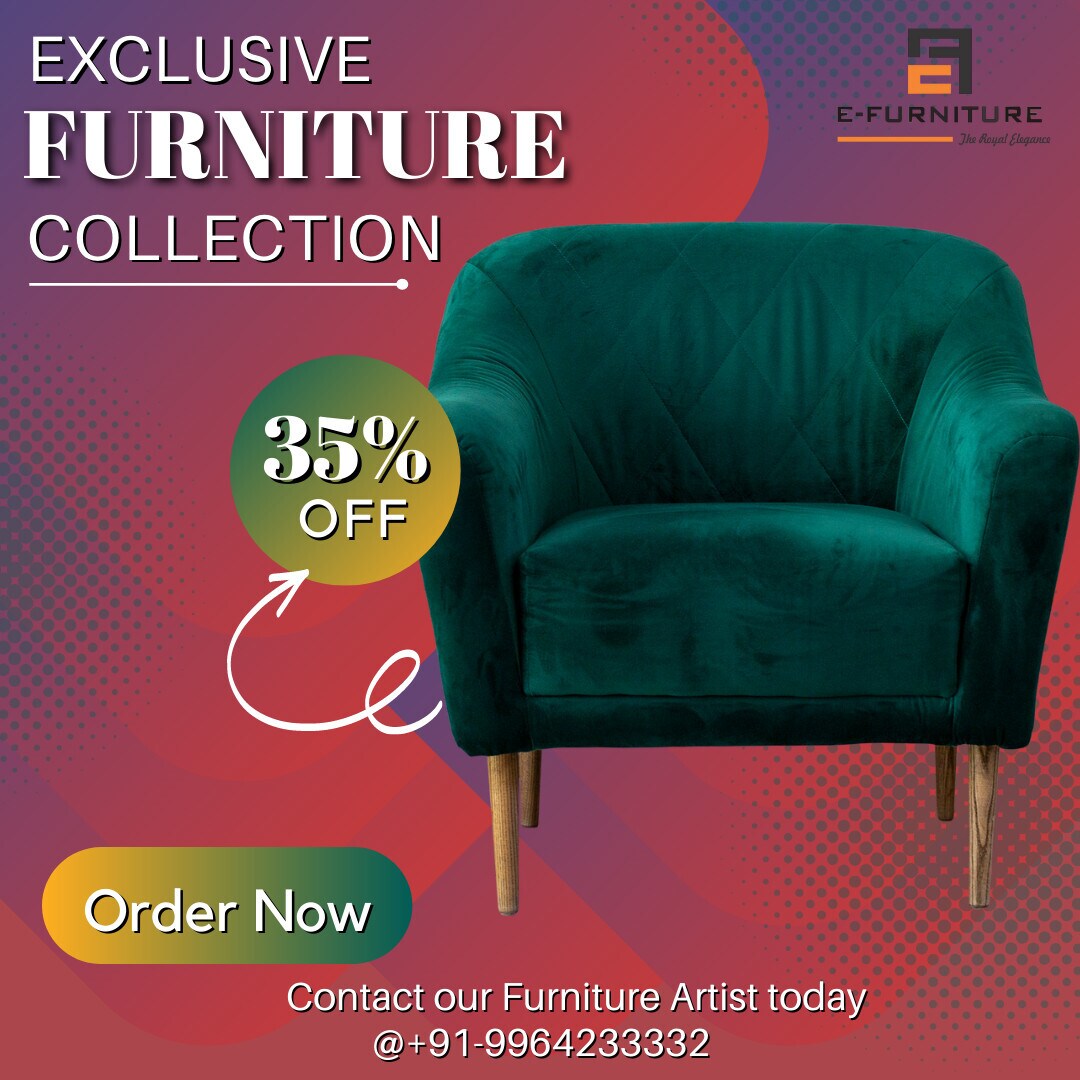 EXCLUSIVE
FURNITURE
COLLECTION
E-FURNITURE
The Royal Elegance
35%
OFF
Order Now
Contact our Furniture Artist today
@+91-9964233332